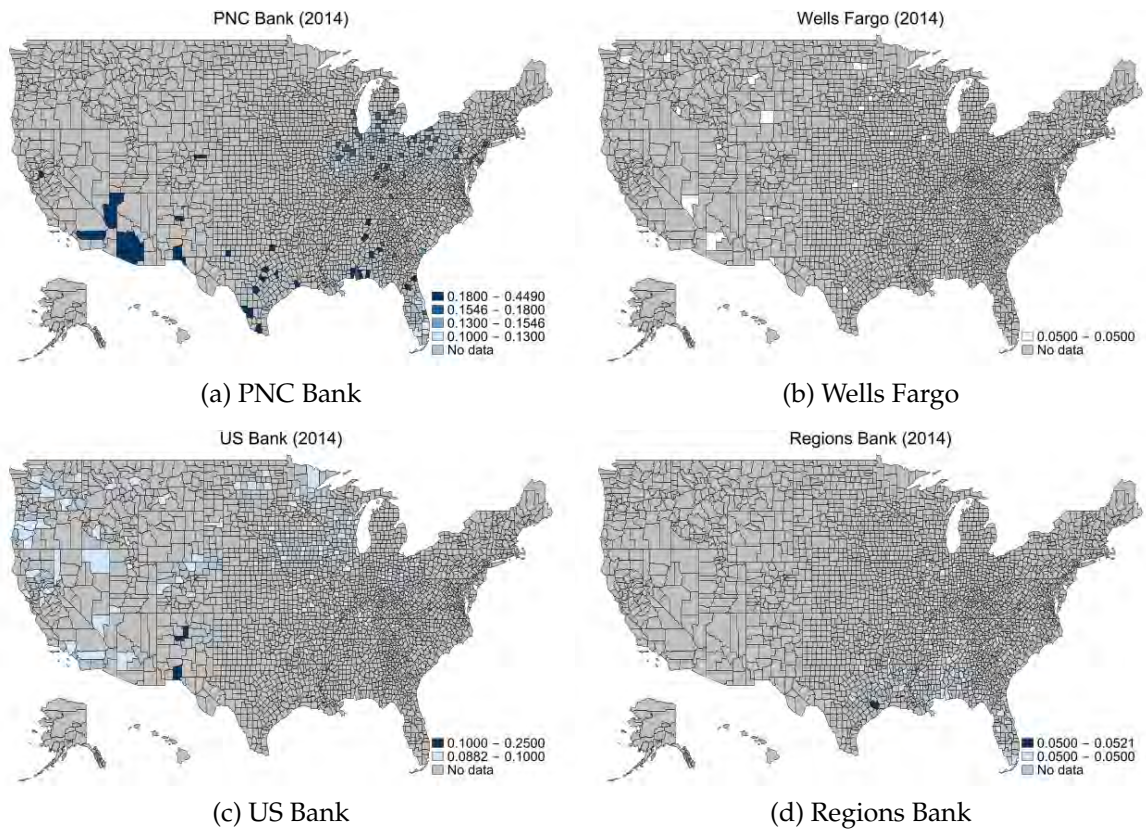 PNC Bank (2014)
0.1800 – 0.4490
0.1546 – 0.1800
0.1300 – 0.1546
0.1000 – 0.1300
No data
(a) PNC Bank
Wells Fargo (2014)
0.0500 – 0.0500
No data
(b) Wells Fargo
US Bank (2014)
0.1000 – 0.2500
0.0882 – 0.1000
No data
(c) US Bank
Regions Bank (2014)
0.0500 – 0.0521
0.0500 – 0.0500
No data
(d) Regions Bank